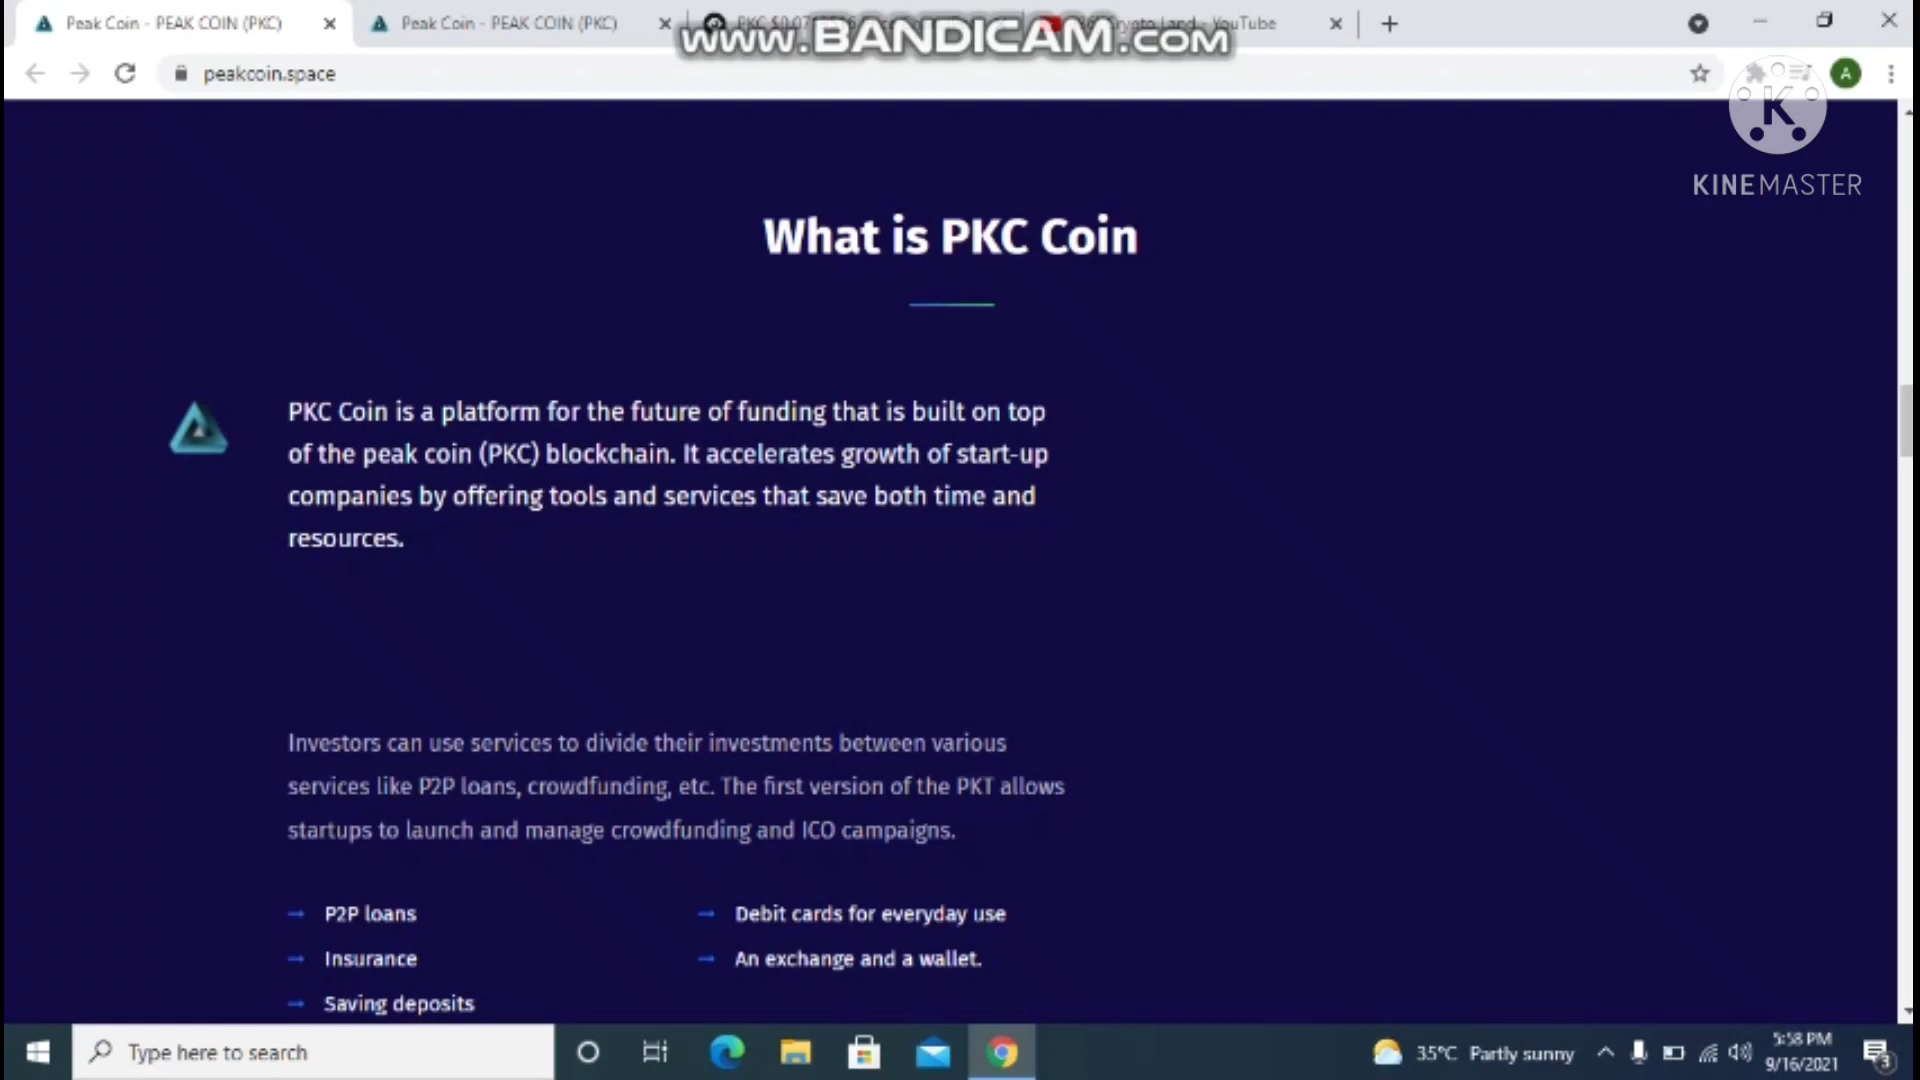 Peak Coin - PEAK COIN (PKC)
Peak Coin - PEAK COIN (PKC)
Crypto Land - YouTube
www.BANDICAM.com
peakcoin.space
A
K
KINEMASTER
What is PKC Coin
PKC Coin is a platform for the future of funding that is built on top
of the peak coin (PKC) blockchain. It accelerates growth of start-up
companies by offering tools and services that save both time and
resources.
Investors can use services to divide their investments between various
services like P2P loans, crowdfunding, etc. The first version of the PKT allows
startups to launch and manage crowdfunding and ICO campaigns.
P2P loans
Debit cards for everyday use
Insurance
An exchange and a wallet.
Saving deposits
Type here to search
35°C Partly sunny
5:58 PM
9/16/2021
3